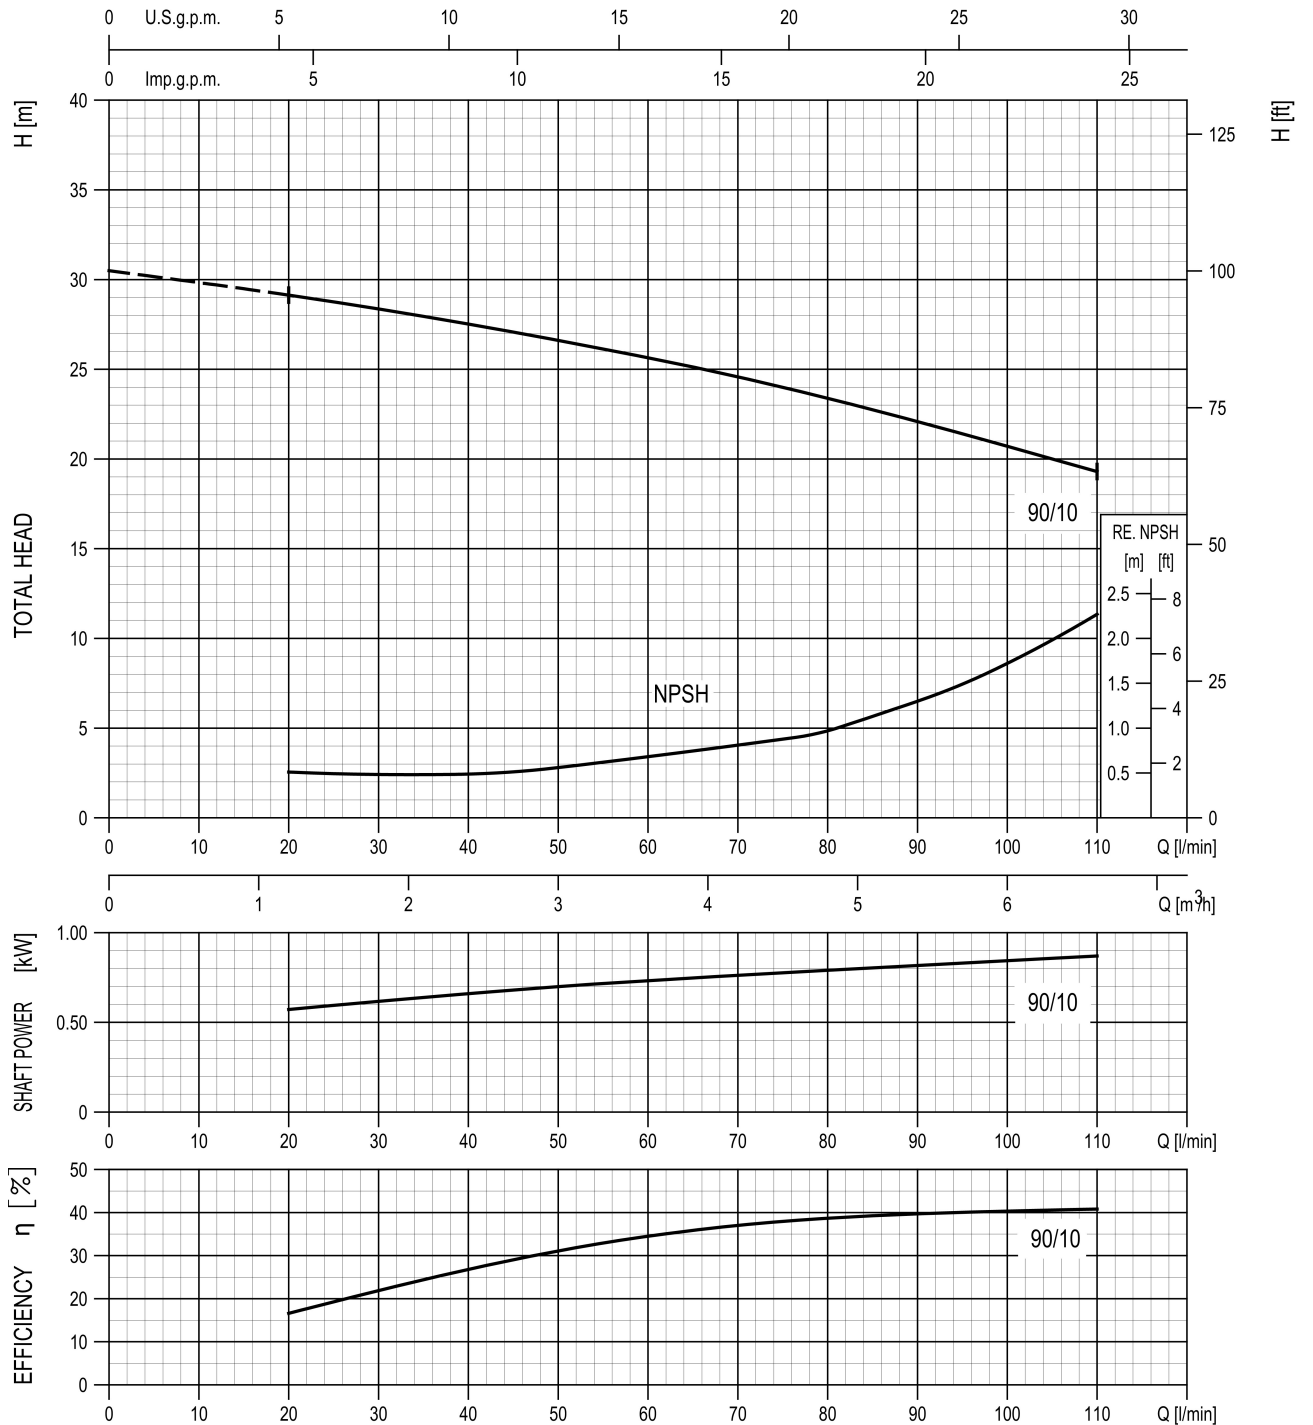 0 U.S.g.p.m. 5 10 15 20 25 30
0 Imp.g.p.m. 5 10 15 20 25
H [m]
H [ft]
TOTAL HEAD
40
35
30
25
20
15
10
5
0
125
100
75
50
25
0
90/10
RE. NPSH
[m] [ft]
2.5
2.0
1.5
1.0
0.5
8
6
4
2
NPSH
0 10 20 30 40 50 60 70 80 90 100 110 Q [l/min]
0 1 2 3 4 5 6 Q [m³/h]
SHAFT POWER [kW]
1.00
0.50
0
90/10
0 10 20 30 40 50 60 70 80 90 100 110 Q [l/min]
EFFICIENCY η [%]
50
40
30
20
10
0
90/10
0 10 20 30 40 50 60 70 80 90 100 110 Q [l/min]